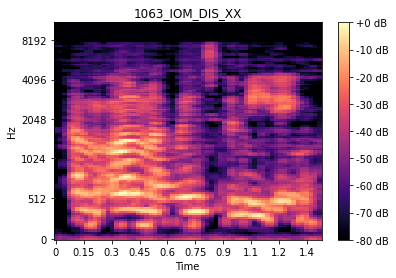 1063_IOM_DIS_XX
+0 dB
8192
-10 dB
4096
-20 dB
-30 dB
2048
Hz
-40 dB
1024
-50 dB
512
-60 dB
-70 dB
0
-80 dB
0 0.15 0.3 0.45 0.6 0.75 0.9 1.1 1.2 1.4
Time